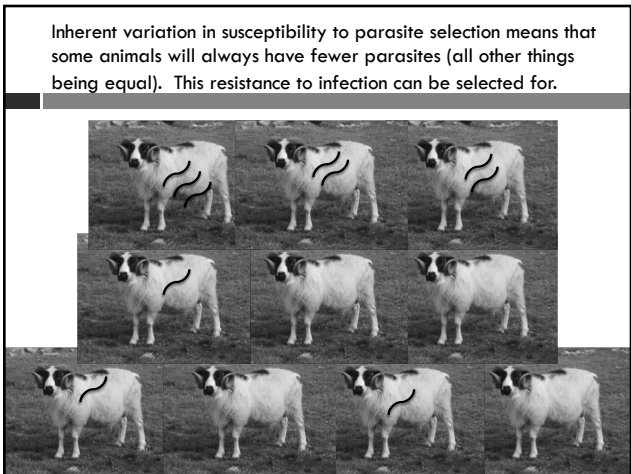 Inherent variation in susceptibility to parasite selection means that
some animals will always have fewer parasites (all other things
being equal).  This resistance to infection can be selected for.